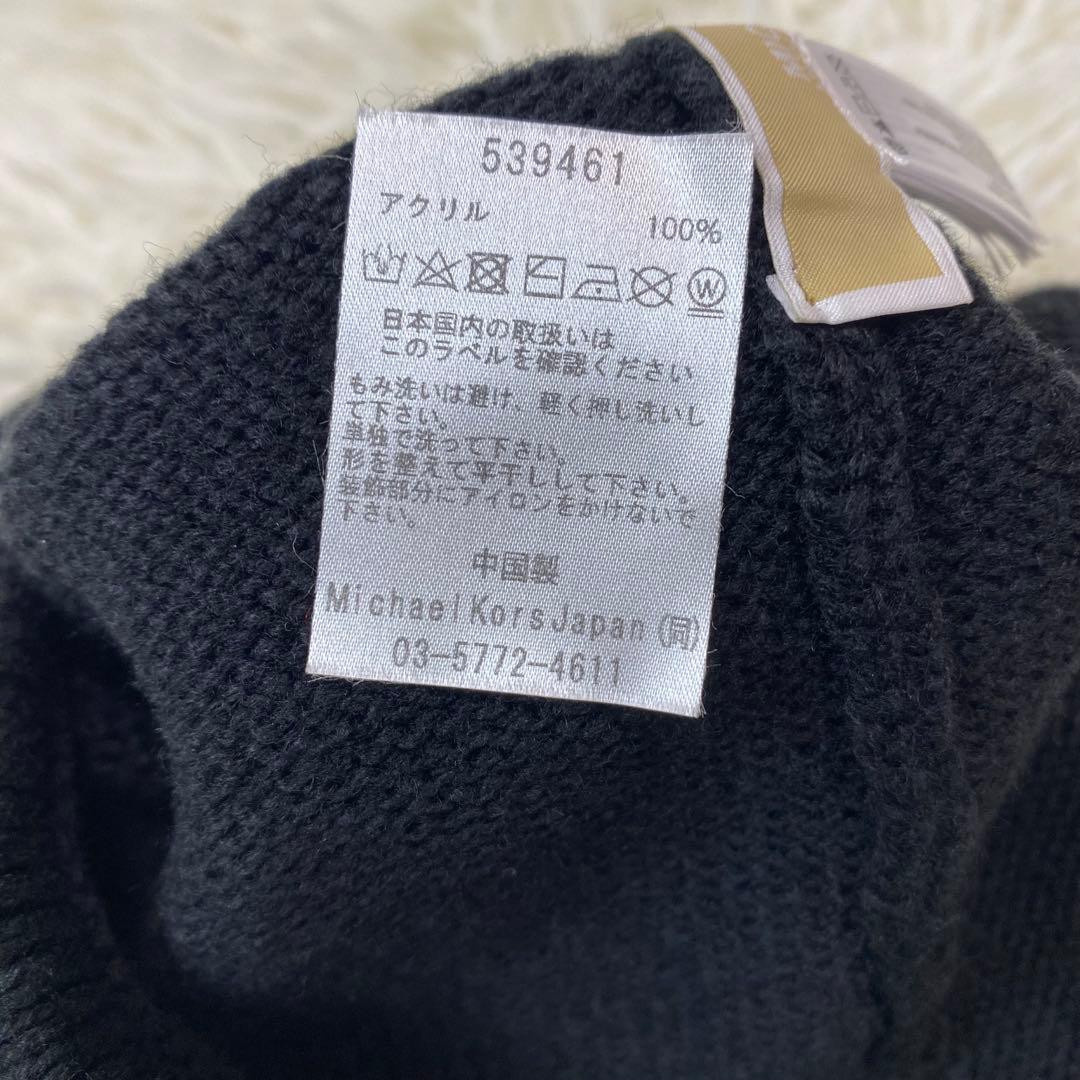 539461
アクリル 100%
W
日本国内の取扱いは
このラベルを確認ください
もみ洗いは避け、軽く押し洗いし
て下さい。
単独で洗って下さい。
形を整えて平干しして下さい。
装飾部分にアイロンをかけないで
下さい。
中国製
MichaelKorsJapan(同)
03-5772-4611